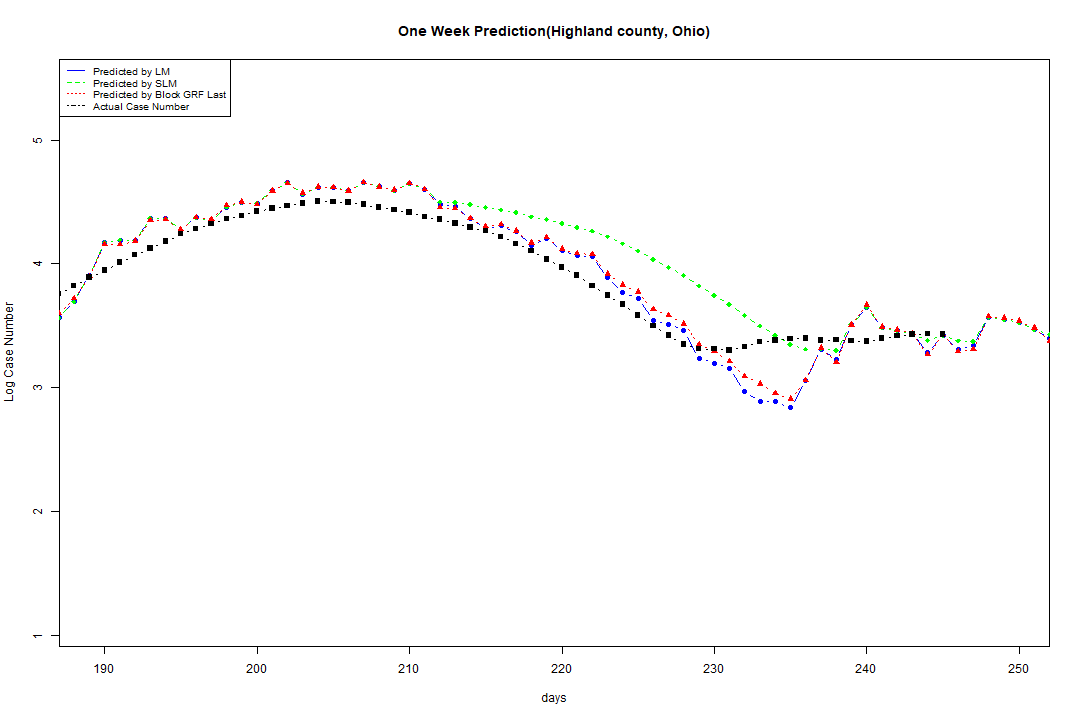 One Week Prediction(Highland county, Ohio)
Predicted by LM
Predicted by SLM
Predicted by Block GRF Last
Actual Case Number
5
4
3
2
1
Log Case Number
190 200 210 220 230 240 250
days